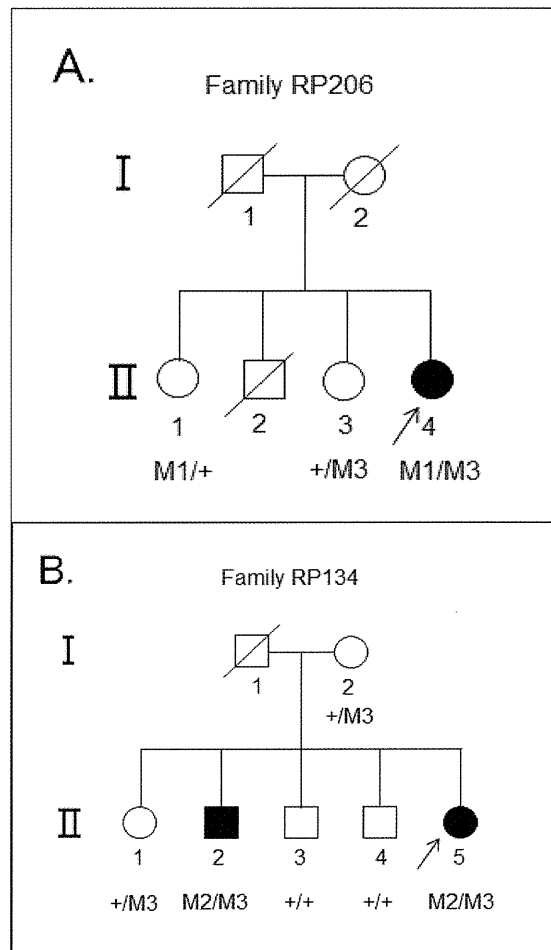 A.
Family RP206
I
1 2
II
1 2 3 4
M1/+ +/M3 M1/M3
B.
Family RP134
I
1 2
+/M3
II
1 2 3 4 5
+/M3 M2/M3 +/+ +/+ M2/M3